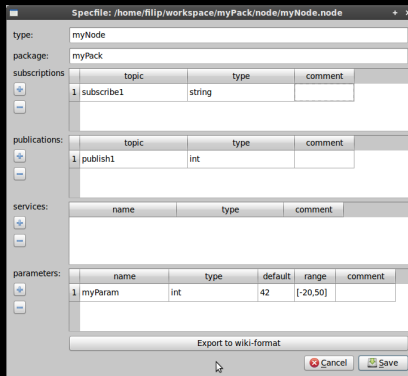 Specfile: /home/filip/workspace/myPack/node/myNode.node
type: myNode
package: myPack
subscriptions
topic type comment
1 subscribe1 string
publications:
topic type comment
1 publish1 int
services:
name type comment
parameters:
name type default range comment
1 myParam int 42 [-20,50]
Export to wiki-format
Cancel Save